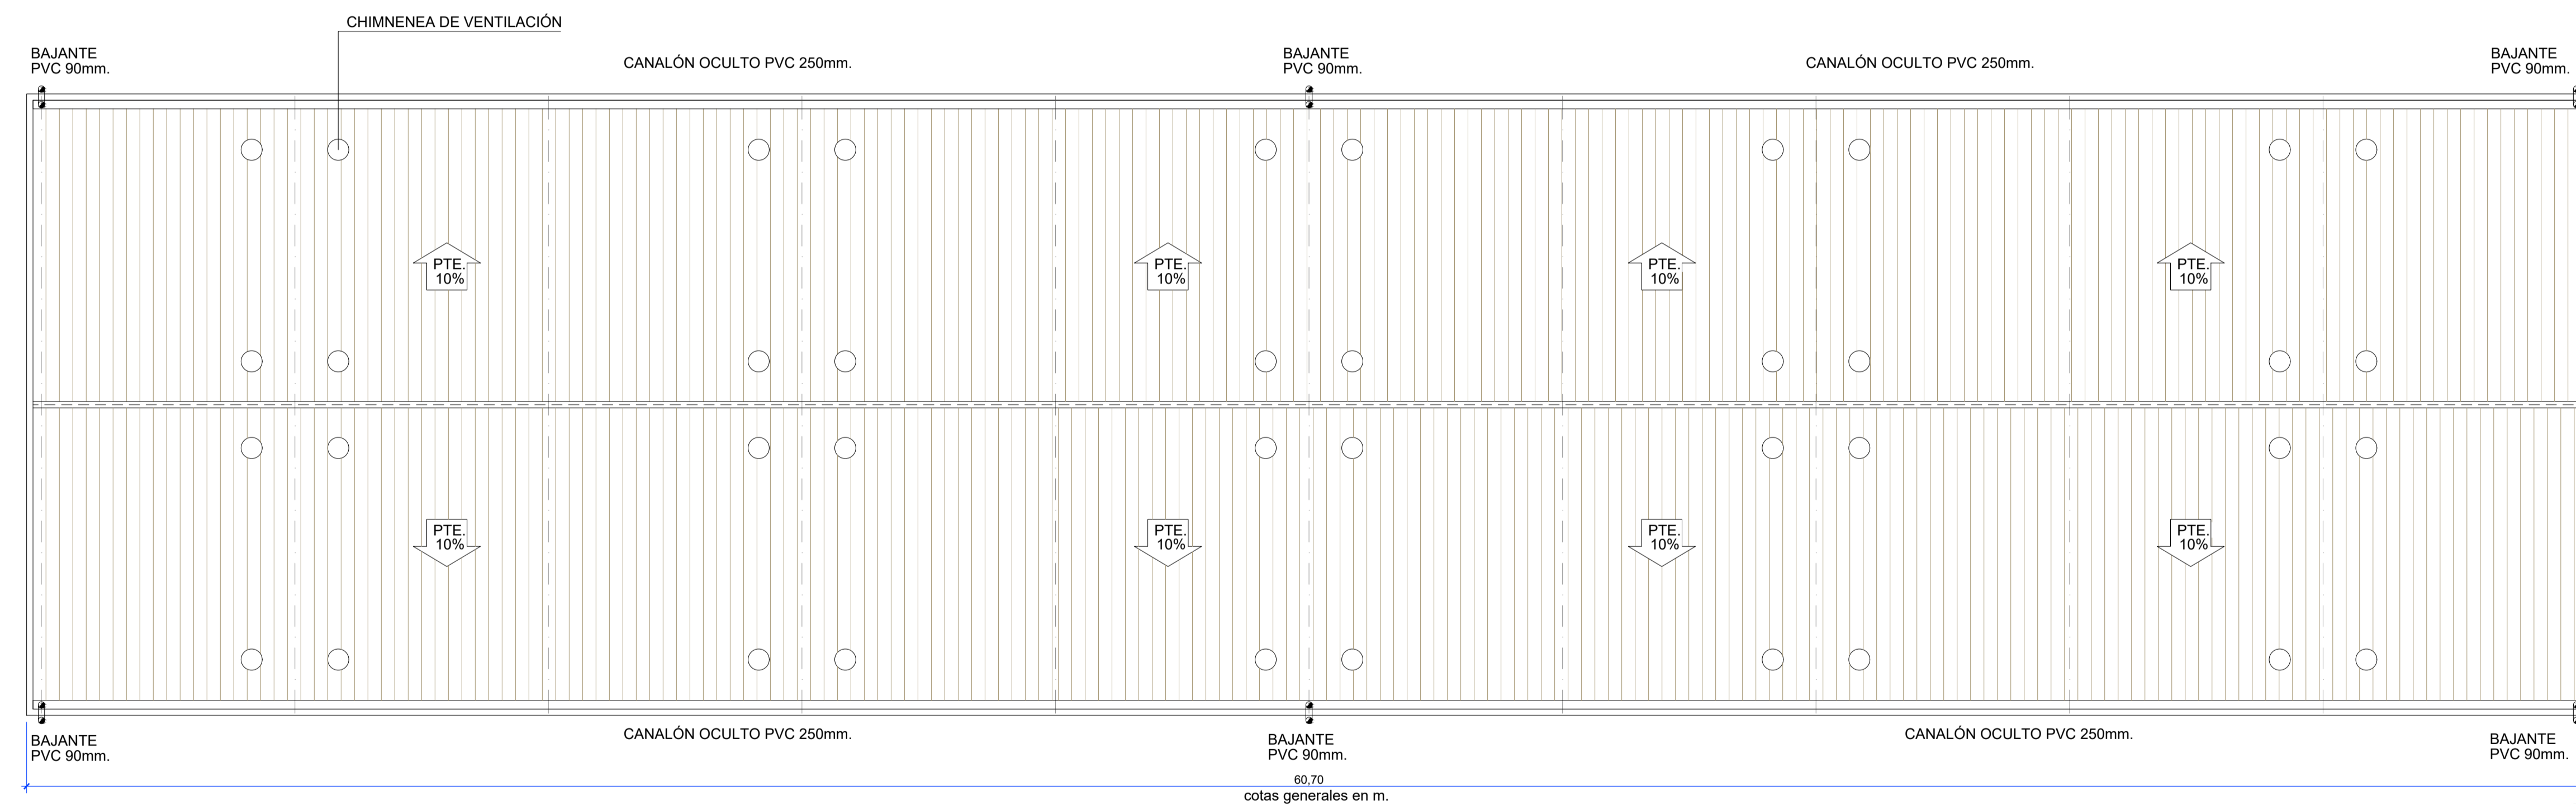 CHIMNENEA DE VENTILACIÓN
BAJANTE
PVC 90mm.
CANALÓN OCULTO PVC 250mm.
BAJANTE
PVC 90mm.
CANALÓN OCULTO PVC 250mm.
BAJANTE
PVC 90mm.
PTE.
10%
PTE.
10%
PTE.
10%
PTE.
10%
PTE.
10%
PTE.
10%
PTE.
10%
PTE.
10%
BAJANTE
PVC 90mm.
CANALÓN OCULTO PVC 250mm.
BAJANTE
PVC 90mm.
CANALÓN OCULTO PVC 250mm.
BAJANTE
PVC 90mm.
60,70
cotas generales en m.